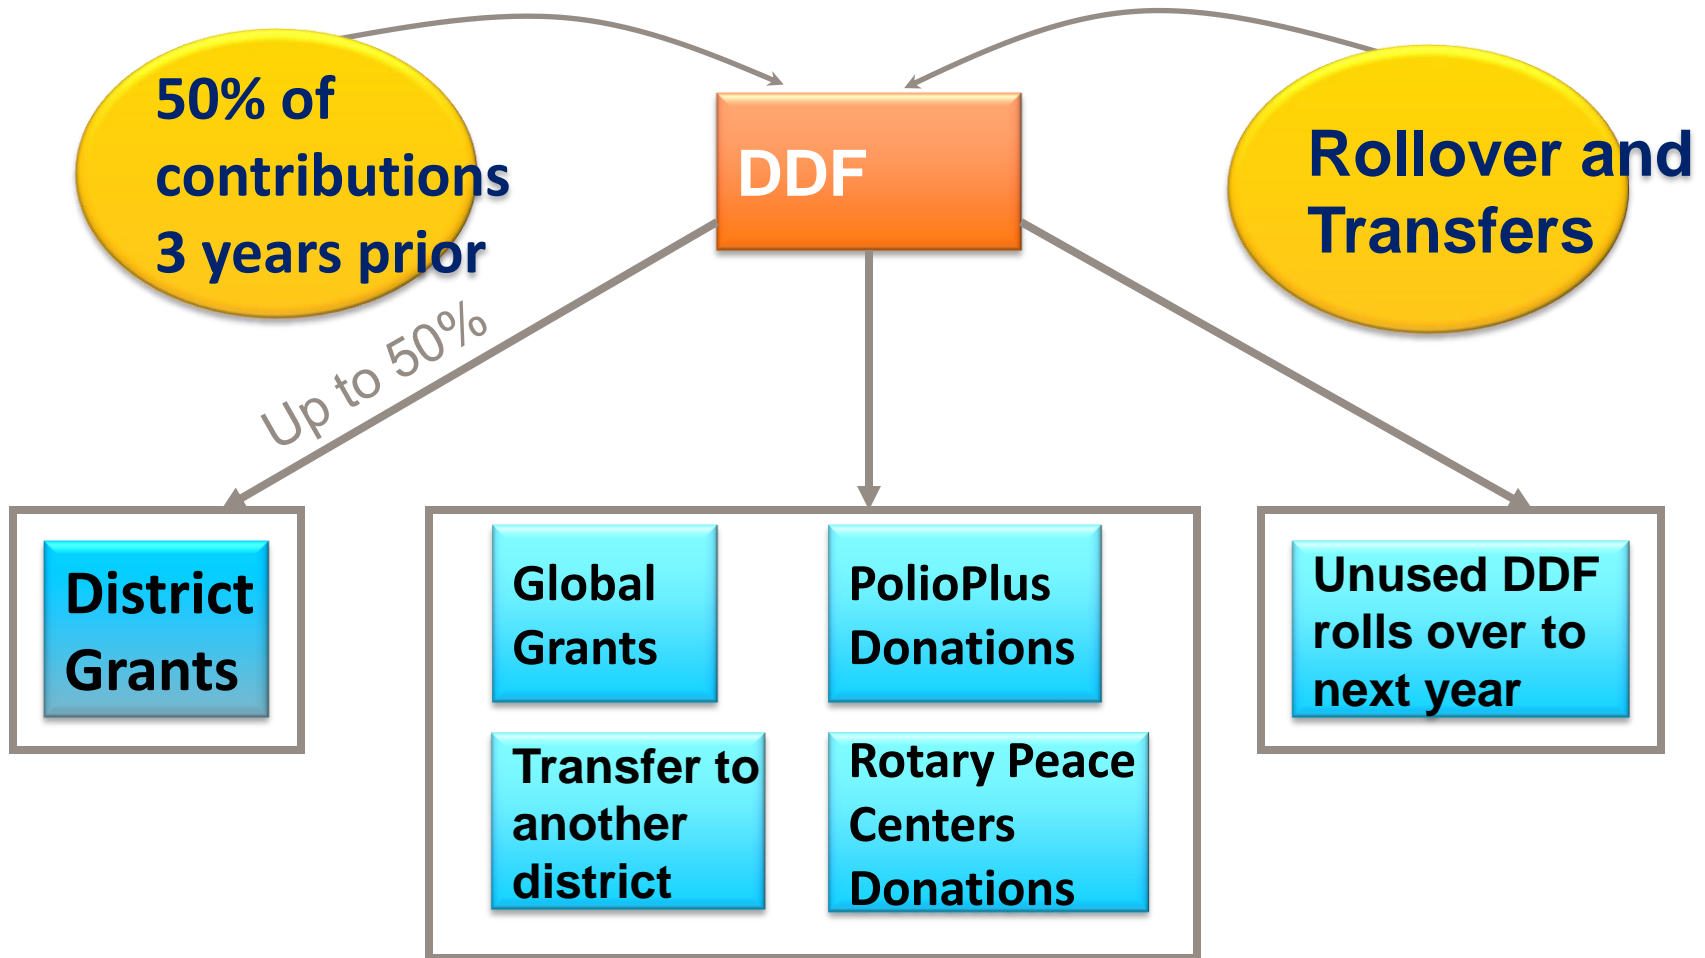 50% of
contributions
3 years prior
DDF
Rollover and
Transfers
Up to 50%
District
Grants
Global
Grants
PolioPlus
Donations
Transfer to
another
district
Rotary Peace
Centers
Donations
Unused DDF
rolls over to
next year